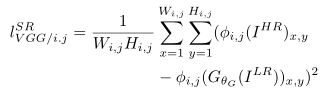 l^{SR}_{VGG/i.j} = \frac{1}{W_{i,j}H_{i,j}} \sum_{x=1}^{W_{i,j}} \sum_{y=1}^{H_{i,j}} (\phi_{i,j}(I^{HR})_{x,y}
- \phi_{i,j}(G_{\theta_G}(I^{LR}))_{x,y})^2